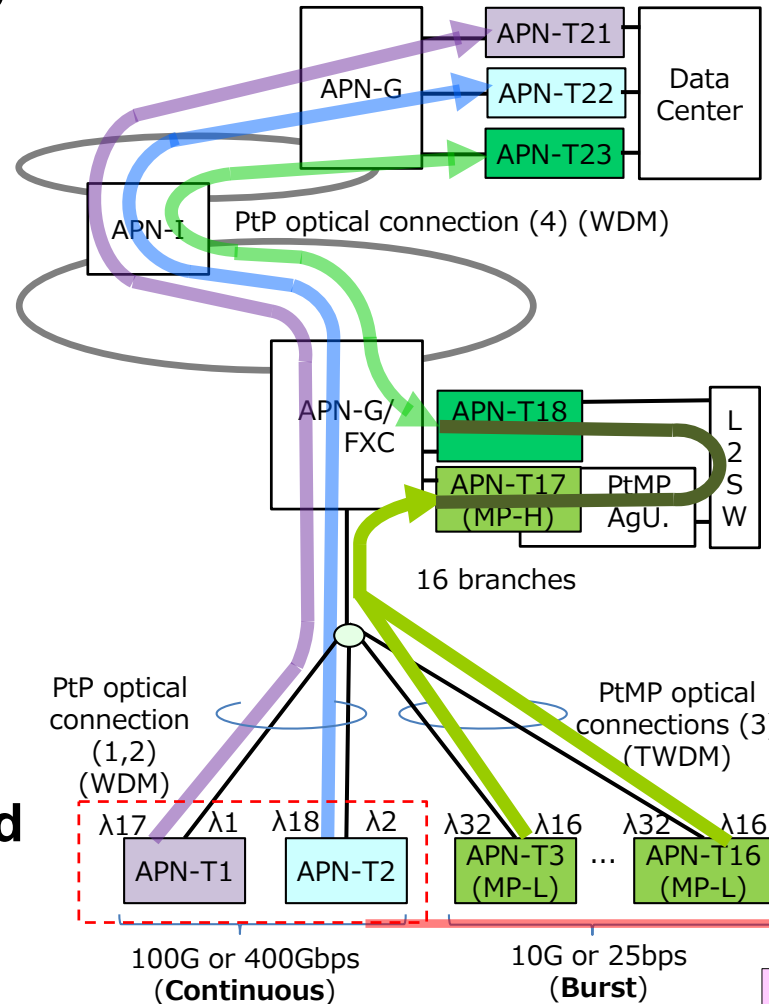 )
APN-T21
APN-G
APN-T22
Data
Center
APN-T23
APN-I
PtP optical connection (4) (WDM)
APN-G/
FXC
APN-T18
APN-T17
(MP-H)
PtMP
AgU.
L
2
S
W
16 branches
PtP optical
connection
(1,2)
(WDM)
PtMP optical
connections (3)
(TWDM)
d
λ17
λ1
λ18
λ2
λ32
λ16
λ32
λ16
APN-T1
APN-T2
APN-T3
(MP-L)
...
APN-T16
(MP-L)
100G or 400Gbps
(Continuous)
10G or 25bps
(Burst)